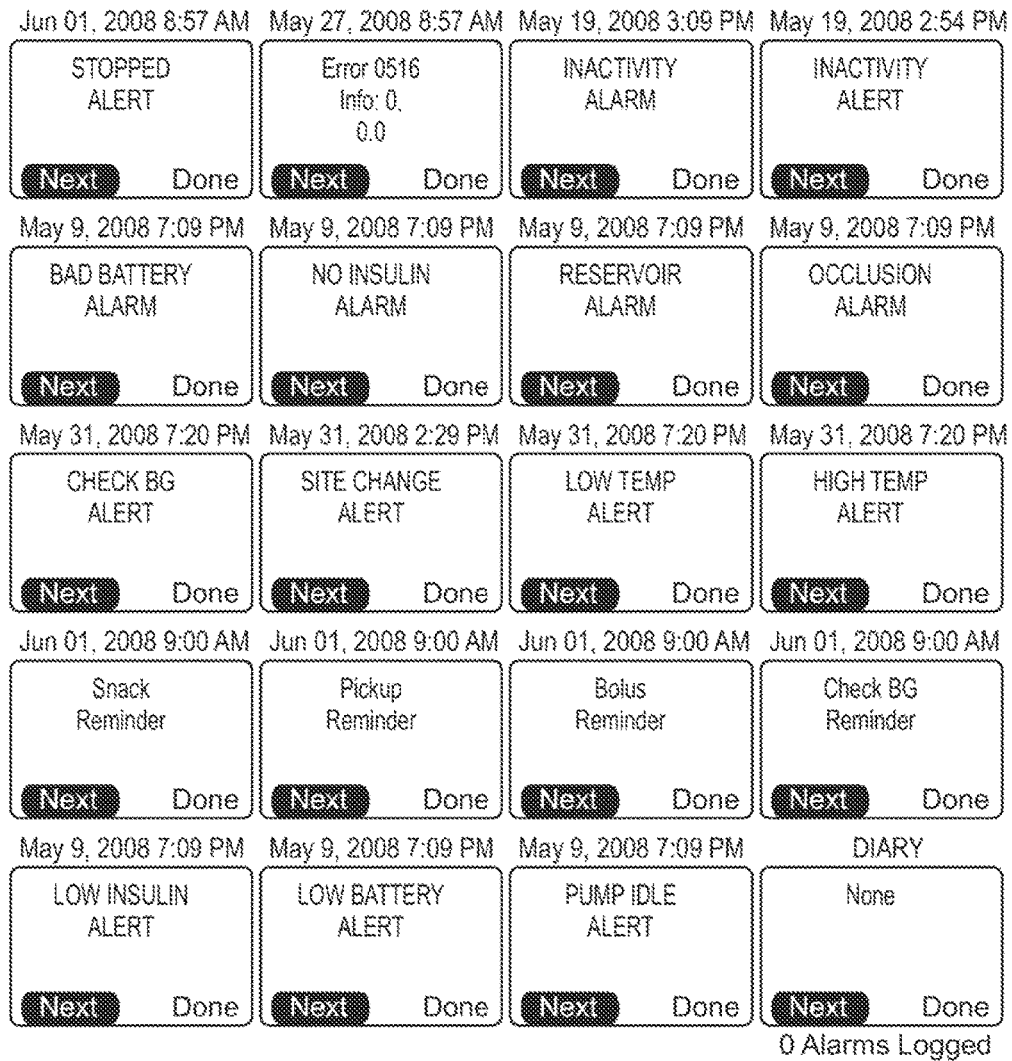 Jun 01, 2008 8:57 AM
STOPPED
ALERT
Next Done
May 27, 2008 8:57 AM
Error 0516
Info: 0,
0.0
Next Done
May 19, 2008 3:09 PM
INACTIVITY
ALARM
Next Done
May 19, 2008 2:54 PM
INACTIVITY
ALERT
Next Done
May 9, 2008 7:09 PM
BAD BATTERY
ALARM
Next Done
May 9, 2008 7:09 PM
NO INSULIN
ALARM
Next Done
May 9, 2008 7:09 PM
RESERVOIR
ALARM
Next Done
May 9, 2008 7:09 PM
OCCLUSION
ALARM
Next Done
May 31, 2008 7:20 PM
CHECK BG
ALERT
Next Done
May 31, 2008 2:29 PM
SITE CHANGE
ALERT
Next Done
May 31, 2008 7:20 PM
LOW TEMP
ALERT
Next Done
May 31, 2008 7:20 PM
HIGH TEMP
ALERT
Next Done
Jun 01, 2008 9:00 AM
Snack
Reminder
Next Done
Jun 01, 2008 9:00 AM
Pickup
Reminder
Next Done
Jun 01, 2008 9:00 AM
Bolus
Reminder
Next Done
Jun 01, 2008 9:00 AM
Check BG
Reminder
Next Done
May 9, 2008 7:09 PM
LOW INSULIN
ALERT
Next Done
May 9, 2008 7:09 PM
LOW BATTERY
ALERT
Next Done
May 9, 2008 7:09 PM
PUMP IDLE
ALERT
Next Done
DIARY
None
Next Done
0 Alarms Logged